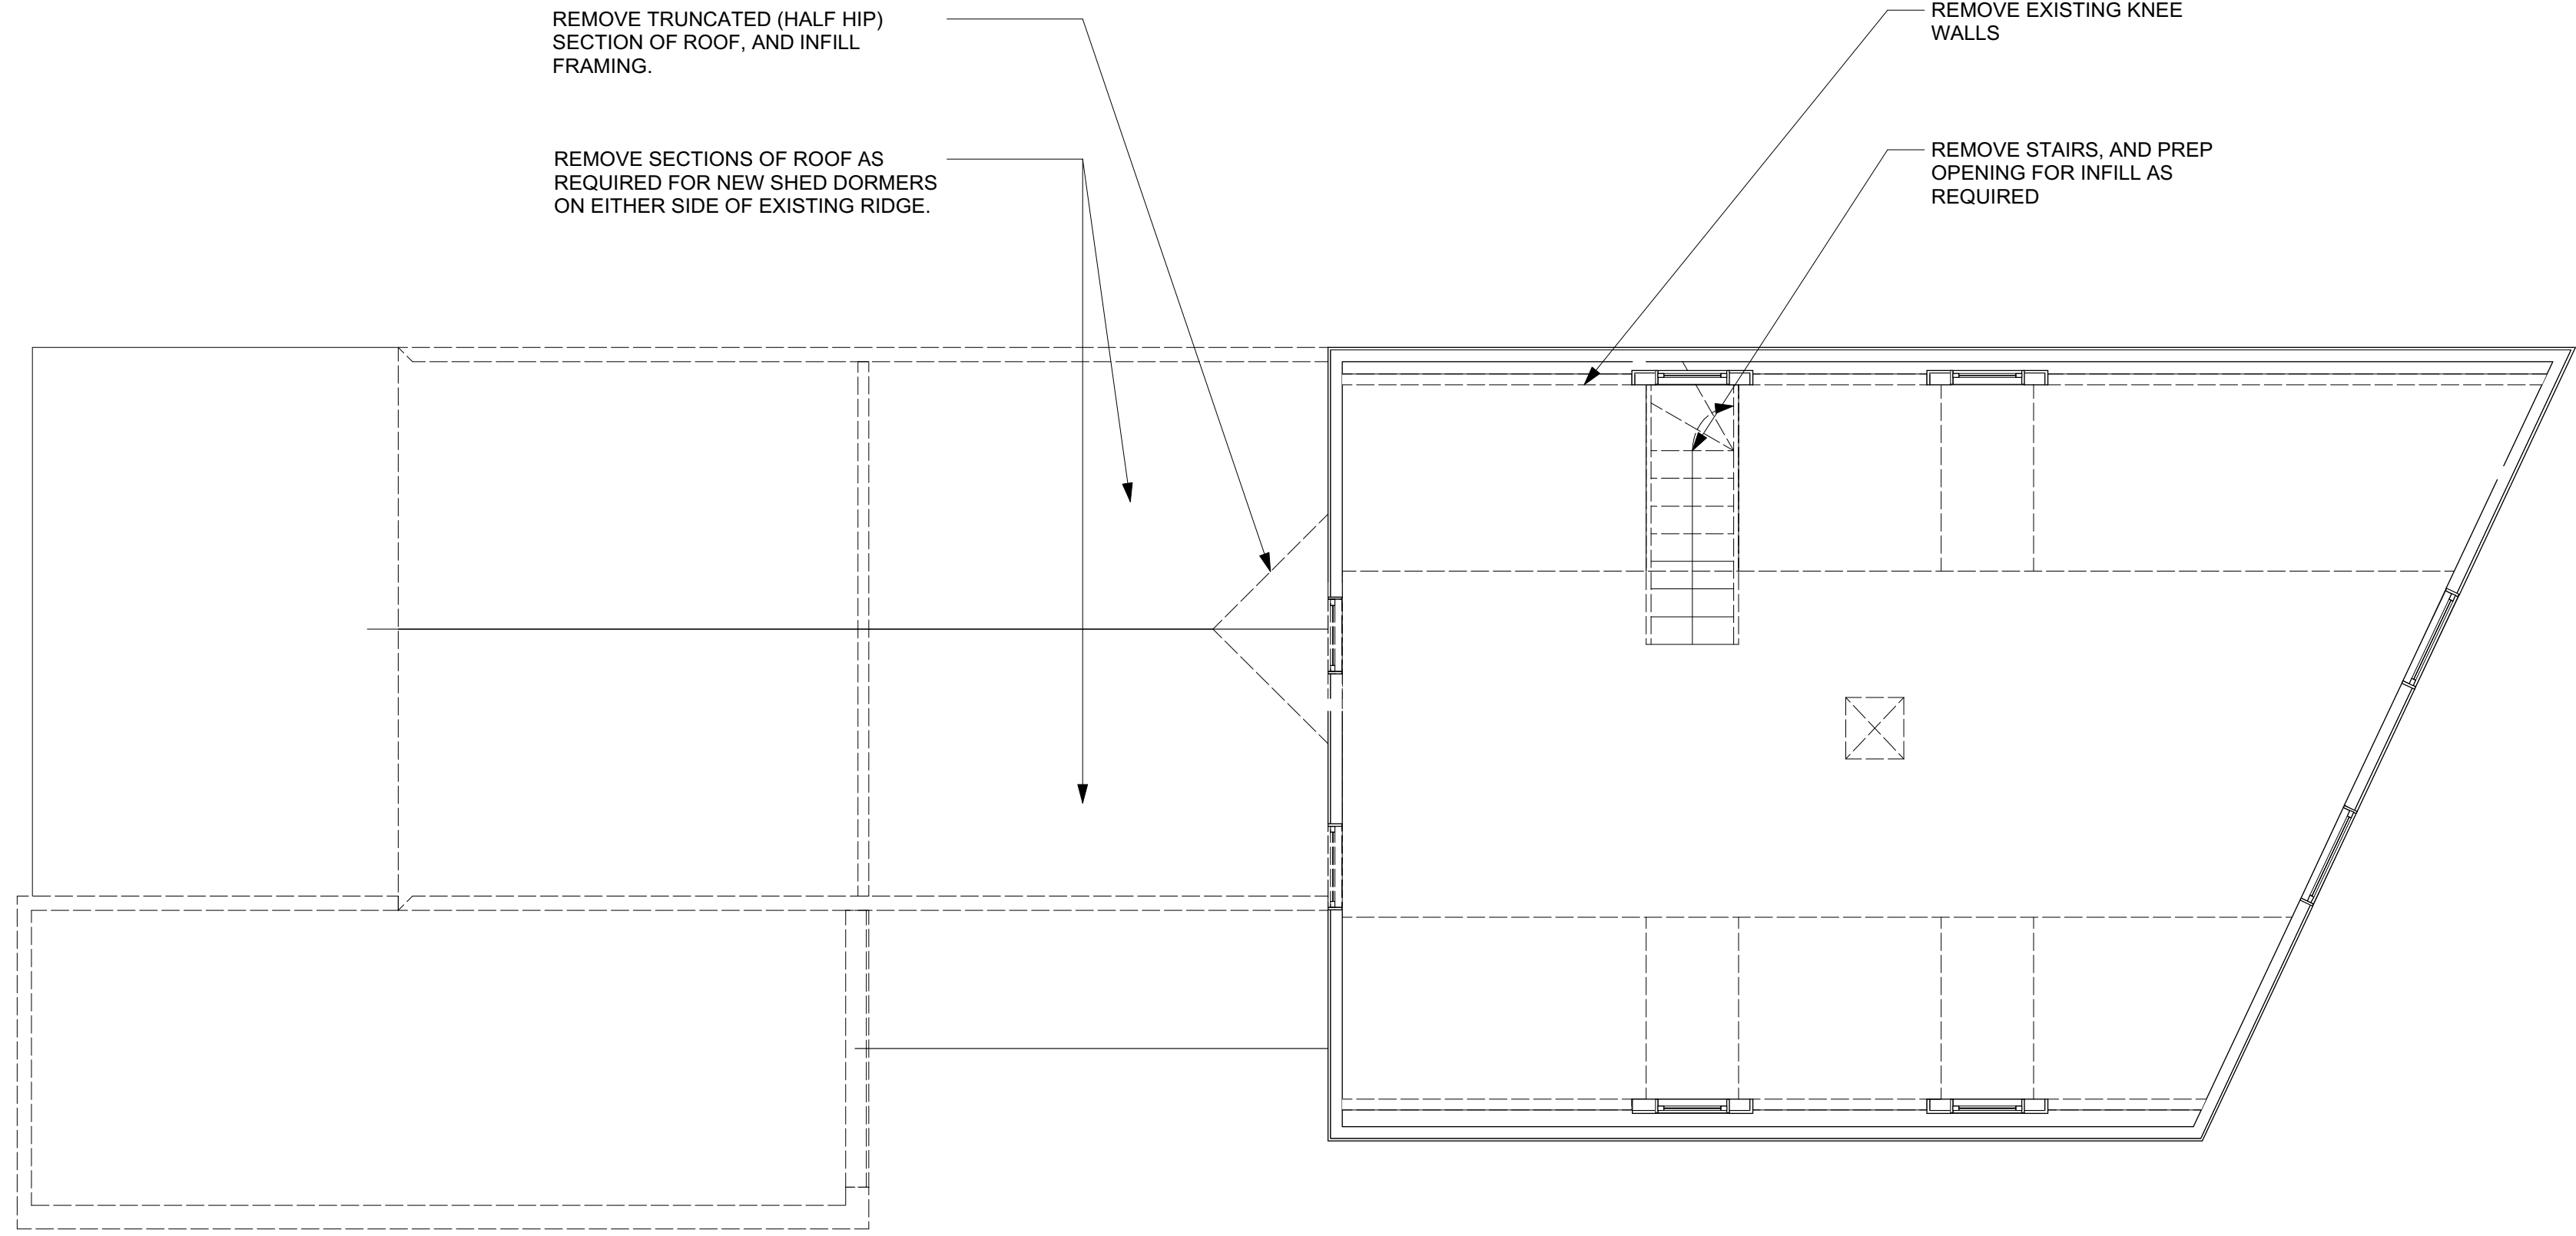 REMOVE TRUNCATED (HALF HIP)
SECTION OF ROOF, AND INFILL
FRAMING.
REMOVE EXISTING KNEE
WALLS
REMOVE SECTIONS OF ROOF AS
REQUIRED FOR NEW SHED DORMERS
ON EITHER SIDE OF EXISTING RIDGE.
REMOVE STAIRS, AND PREP
OPENING FOR INFILL AS
REQUIRED